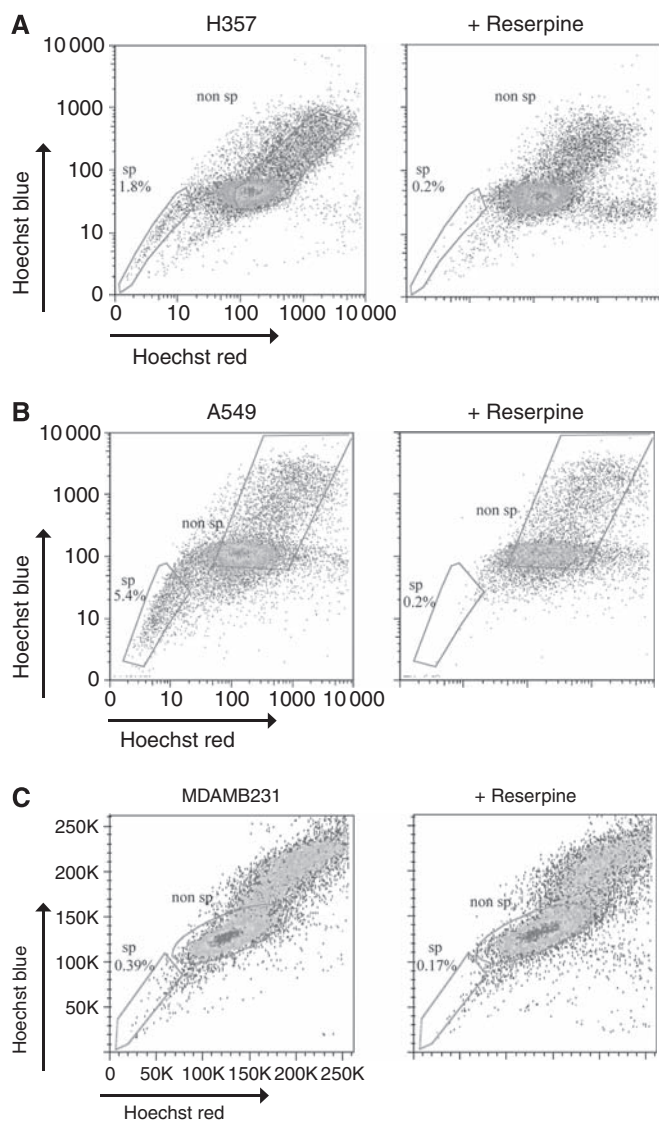 A
H357
+ Reserpine
10 000
1000
100
10
0
non sp
sp
1.8%
non sp
sp
0.2%
Hoechst blue
0 10 100 1000 10 000
Hoechst red
B
A549
+ Reserpine
10 000
1000
100
10
0
non sp
sp
5.4%
non sp
sp
0.2%
Hoechst blue
0 10 100 1000 10 000
Hoechst red
C
MDAMB231
+ Reserpine
250K
200K
150K
100K
50K
non sp
sp
0.39%
non sp
sp
0.17%
Hoechst blue
0 50K 100K 150K 200K 250K
Hoechst red